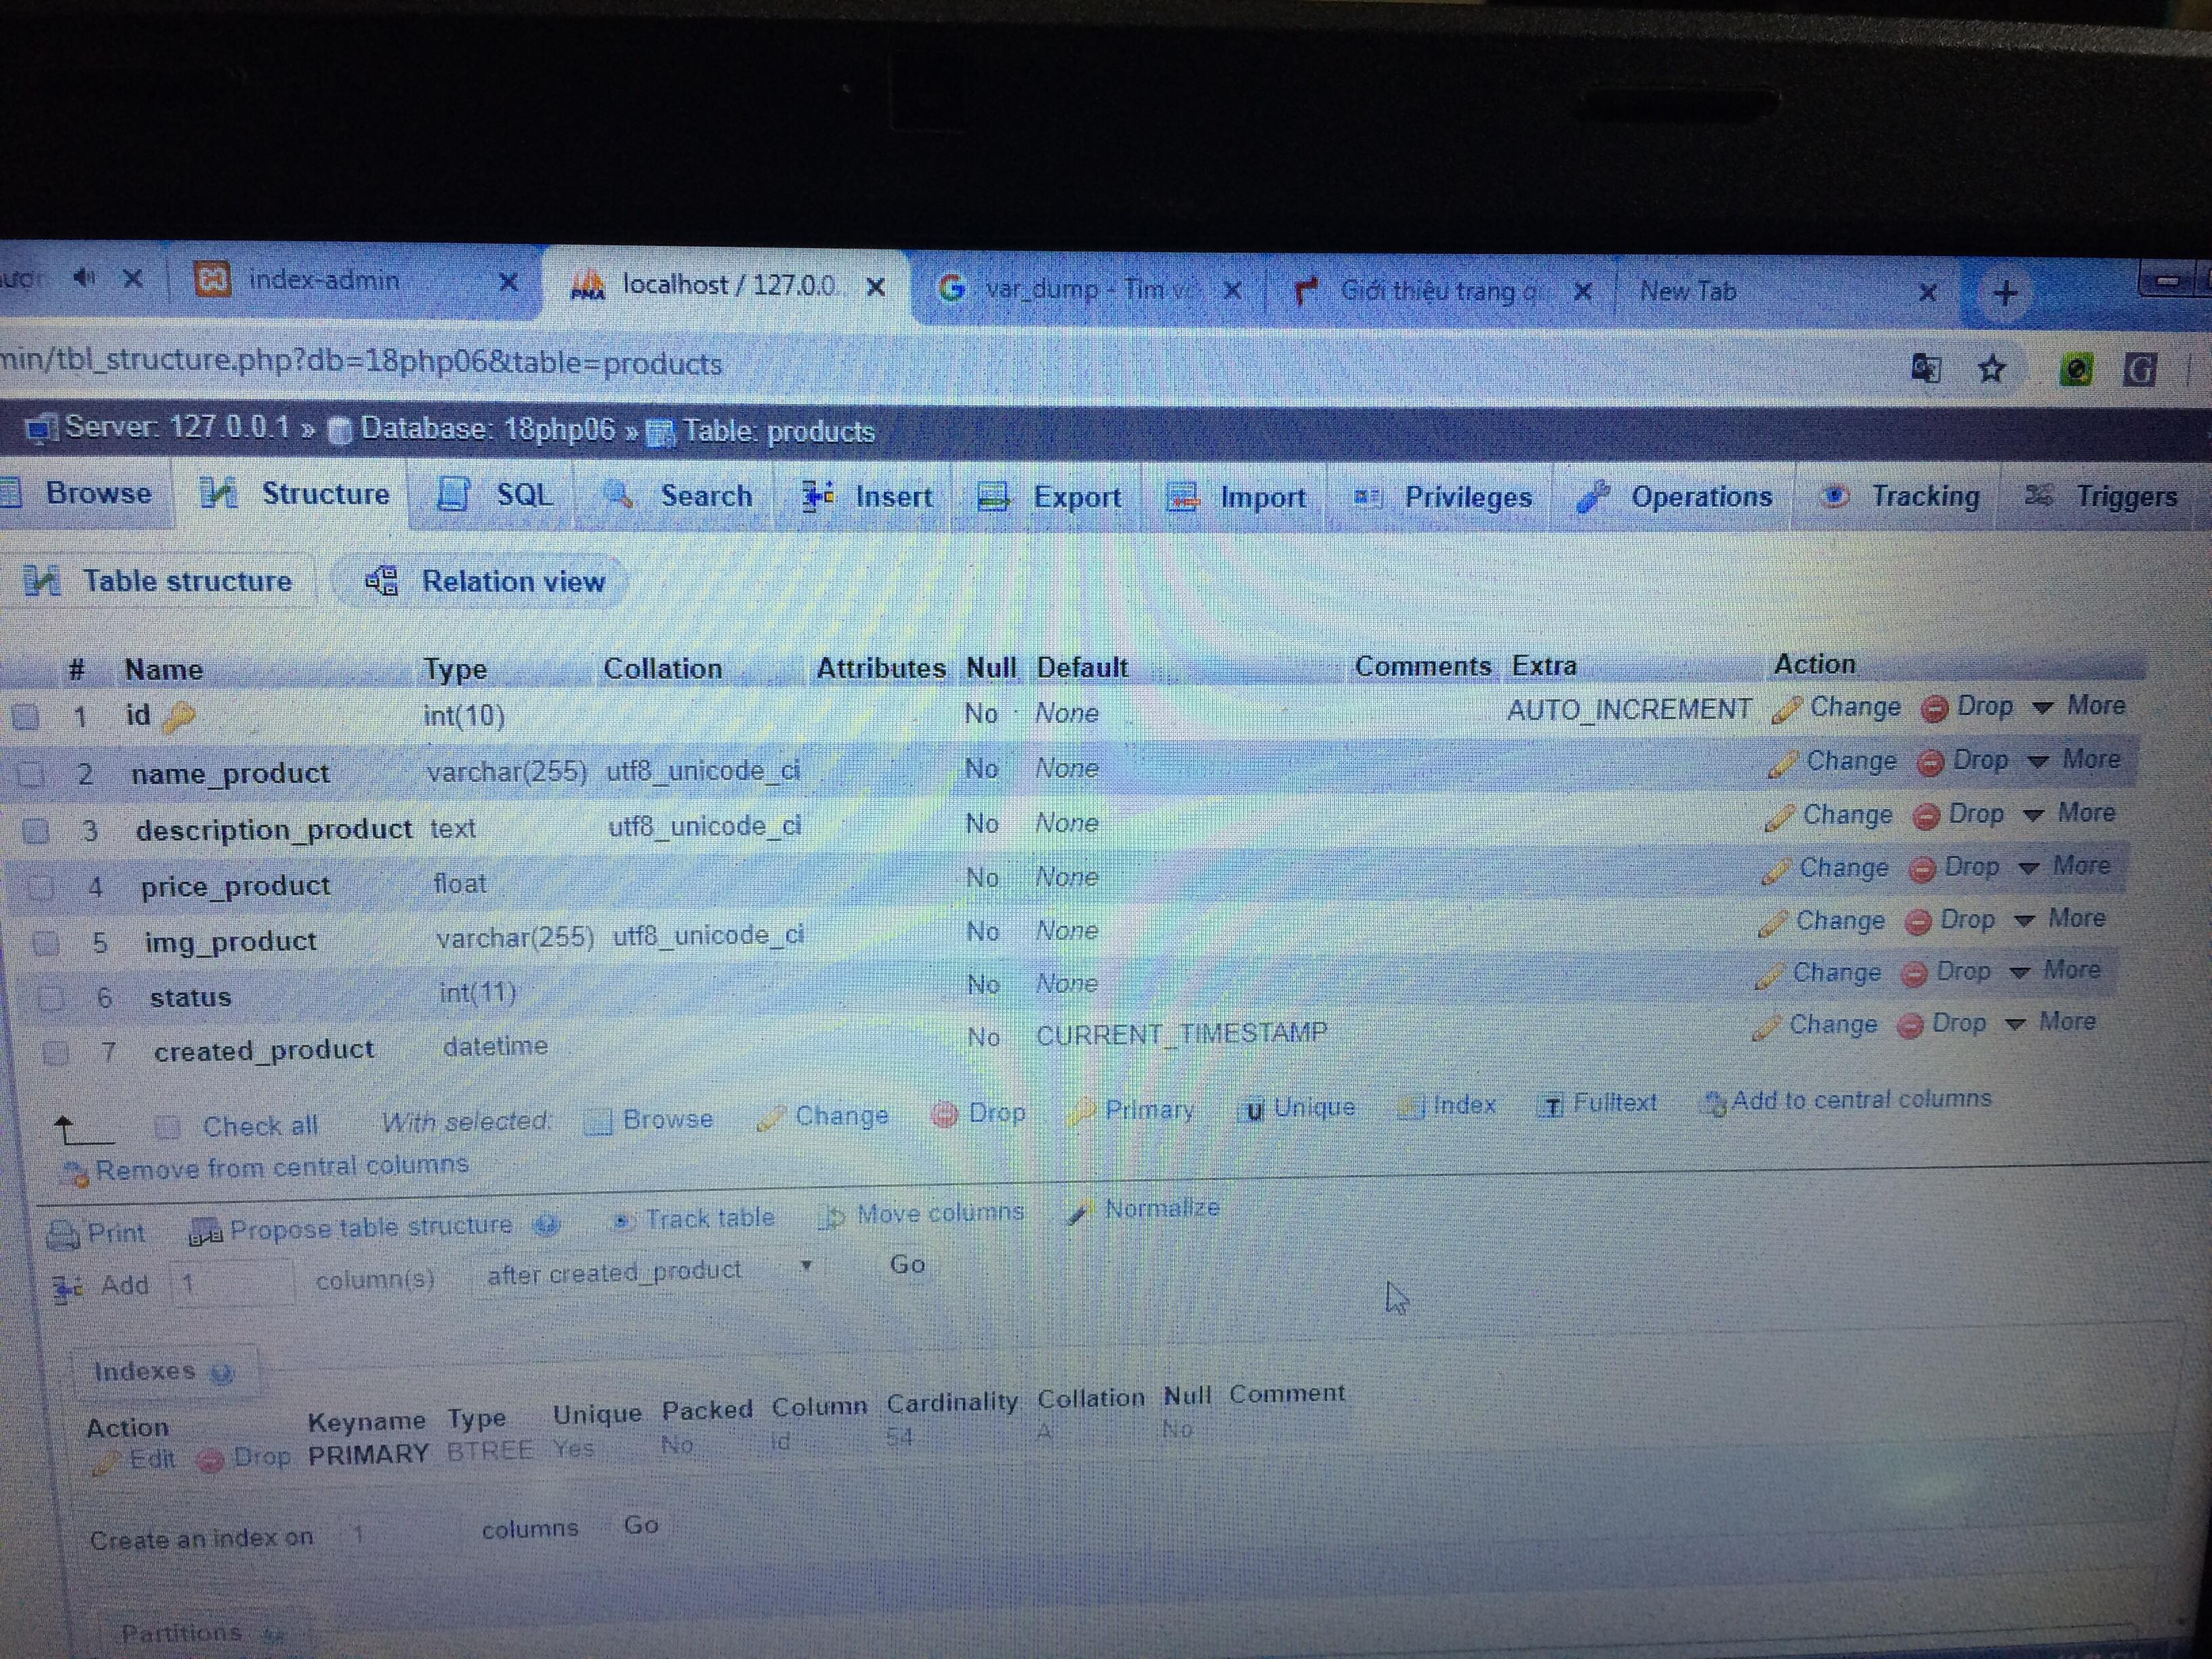 index-admin
localhost / 127.0.0
var_dump - Tìm
Giới thiệu trang q
New Tab
min/tbl_structure.php?db=18php06&table=products
Server: 127.0.0.1 » Database: 18php06 » Table: products
Browse Structure SQL Search Insert Export Import Privileges Operations Tracking Triggers
Table structure Relation view
# Name Type Collation Attributes Null Default Comments Extra Action
1 id int(10) No None AUTO_INCREMENT Change Drop More
2 name_product varchar(255) utf8_unicode_ci No None Change Drop More
3 description_product text utf8_unicode_ci No None Change Drop More
4 price_product float No None Change Drop More
5 img_product varchar(255) utf8_unicode_ci No None Change Drop More
6 status int(11) No None Change Drop More
7 created_product datetime No CURRENT_TIMESTAMP Change Drop More
Check all With selected: Browse Change Drop Primary Unique Index Fulltext Add to central columns
Remove from central columns
Print Propose table structure Track table Move columns Normalize
Add 1 column(s) after created_product Go
Indexes
Action Keyname Type Unique Packed Column Cardinality Collation Null Comment
Edit Drop PRIMARY BTREE Yes No id 54 A No
Create an index on 1 columns Go
Partitions